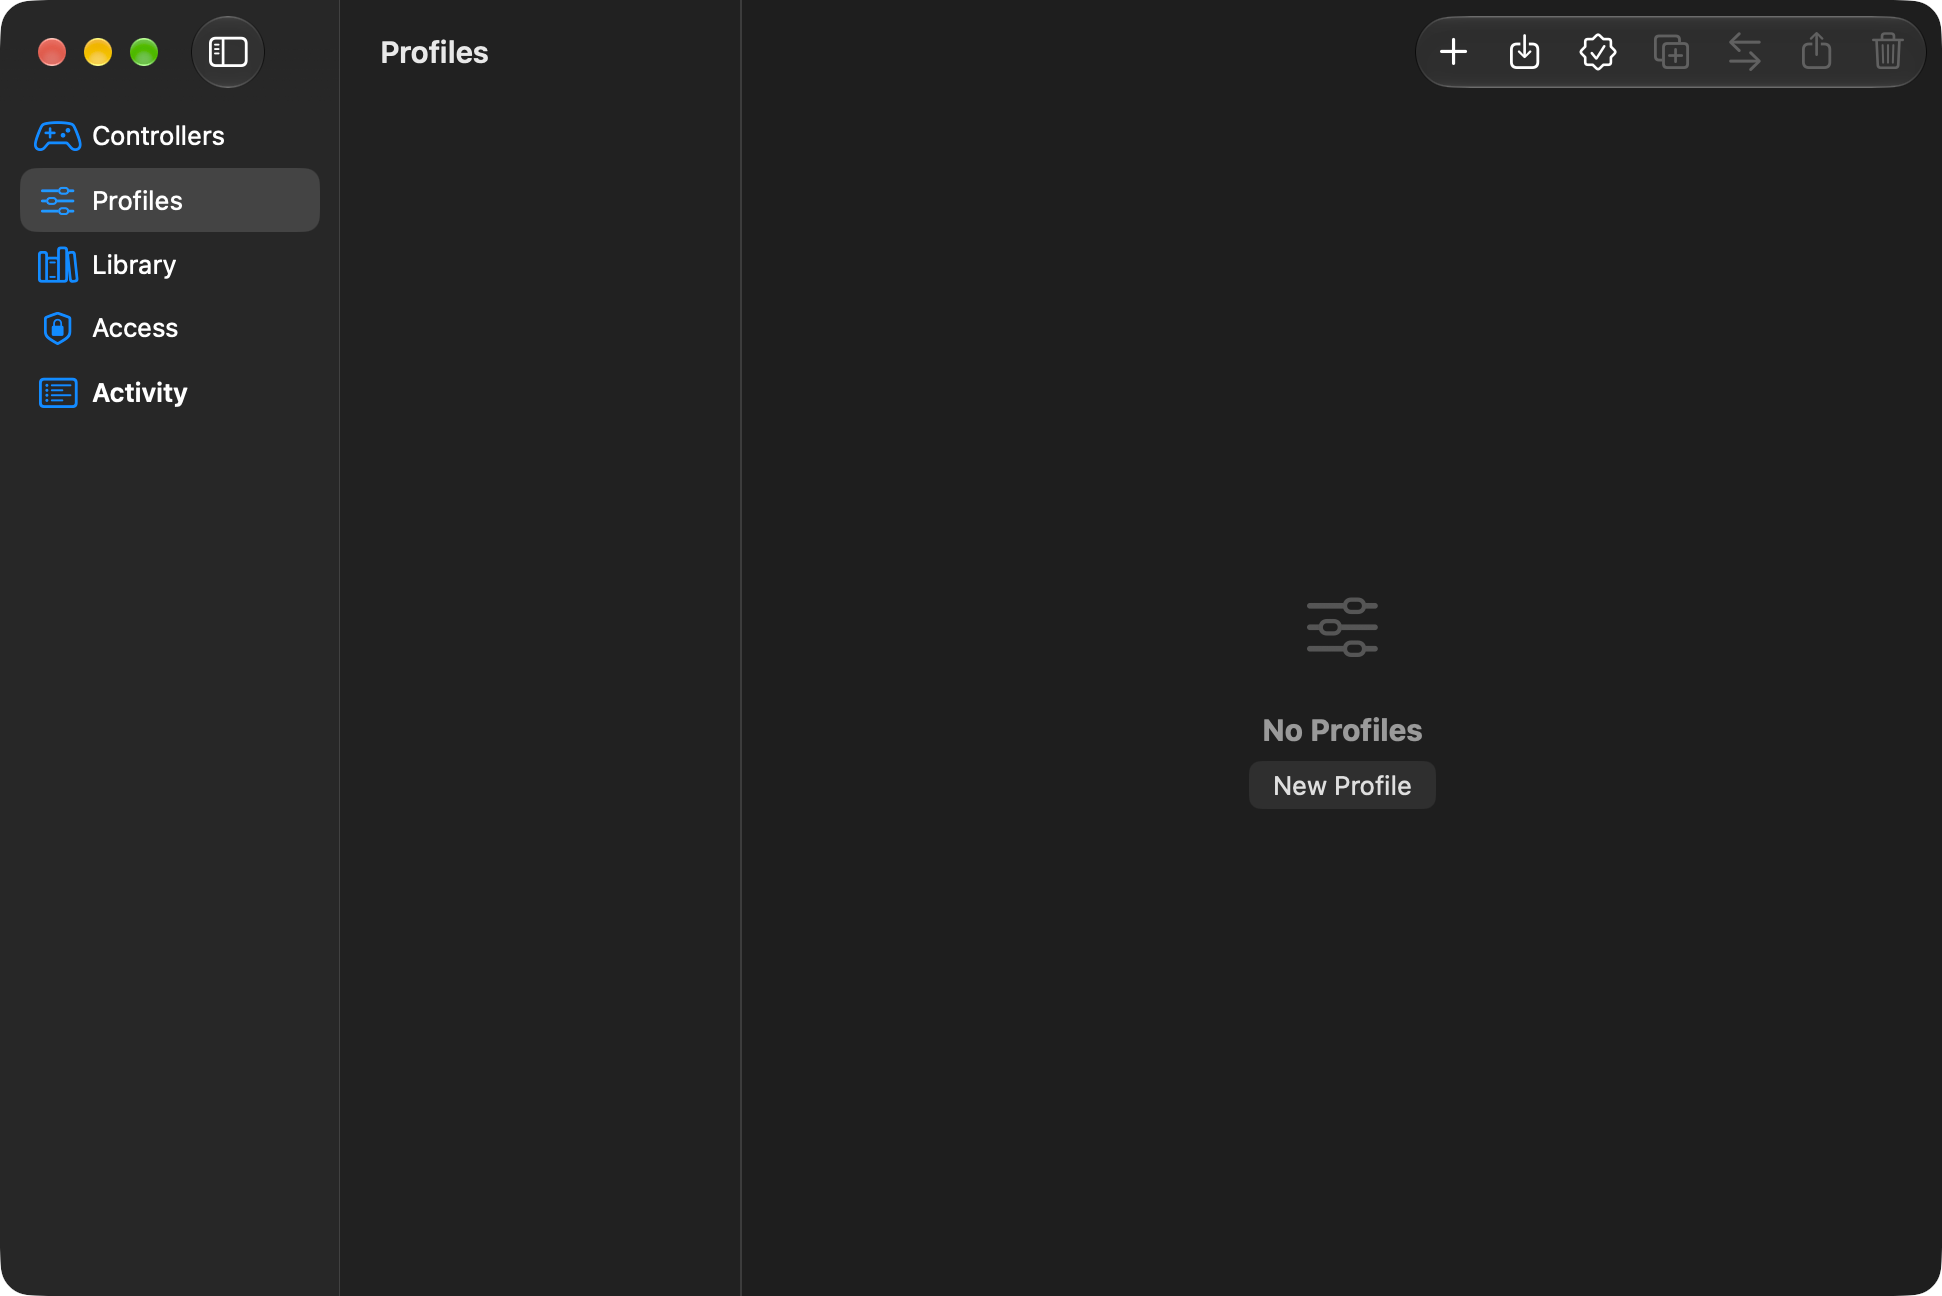 Profiles
Controllers
Profiles
Library
Access
Activity
No Profiles
New Profile